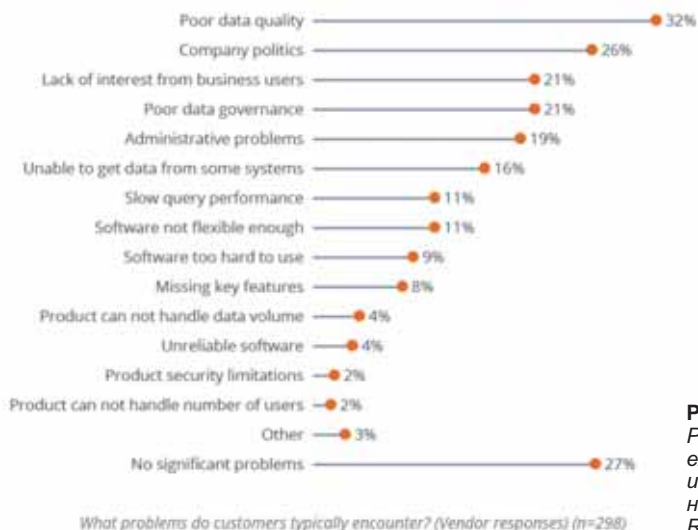 Poor data quality 32%
Company politics 26%
Lack of interest from business users 21%
Poor data governance 21%
Administrative problems 19%
Unable to get data from some systems 16%
Slow query performance 11%
Software not flexible enough 11%
Software too hard to use 9%
Missing key features 8%
Product can not handle data volume 4%
Unreliable software 4%
Product security limitations 2%
Product can not handle number of users 2%
Other 3%
No significant problems 27%
What problems do customers typically encounter? (Vendor responses) (n=298)